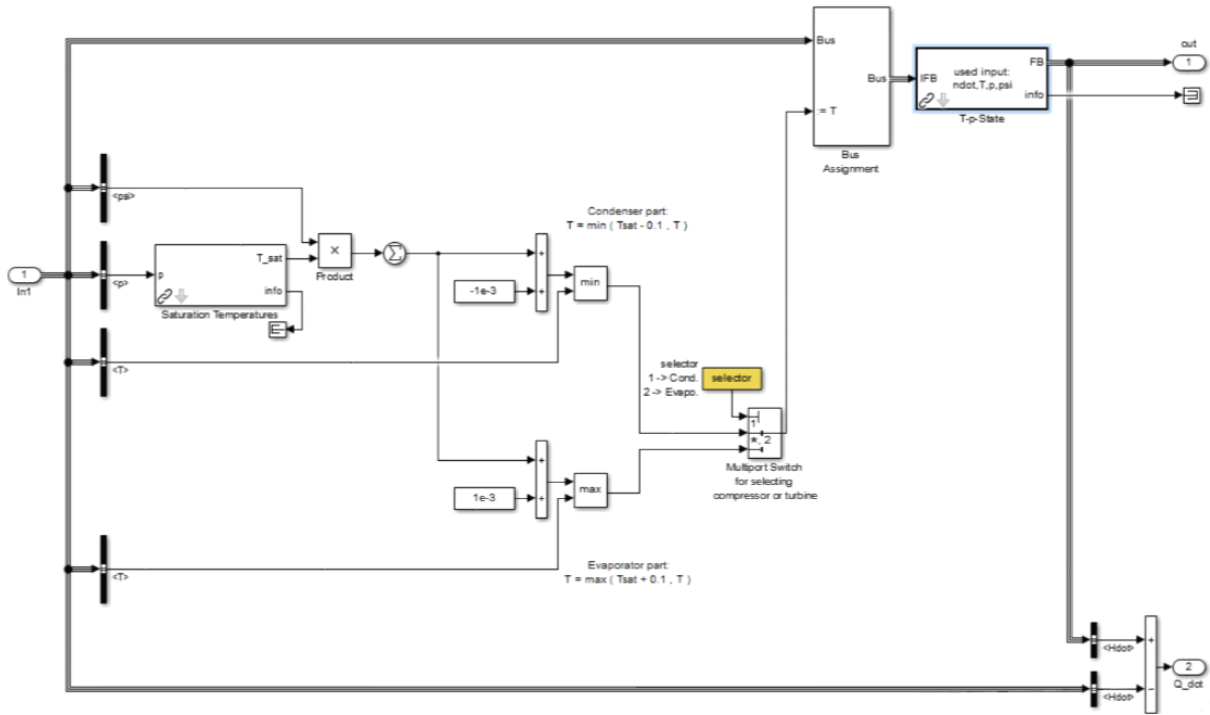 out
1
Bus
Bus
:= T
Bus
Assignment
FB
IFB
used input:
ndot,T,p,psi
info
T-p-State
<psi>
Condenser part:
T = min ( Tsat - 0.1 , T )
1
In1
<p>
p
T_sat
info
Saturation Temperatures
×
Product
Σ
+
+
-1e-3
min
<T>
selector
1 -> Cond.
2 -> Evapo.
selector
1
*, 2
Multiport Switch
for selecting
compressor or turbine
+
+
1e-3
max
<T>
Evaporator part:
T = max ( Tsat + 0.1 , T )
<Hdot>
+
<Hdot>
−
2
Q_dot